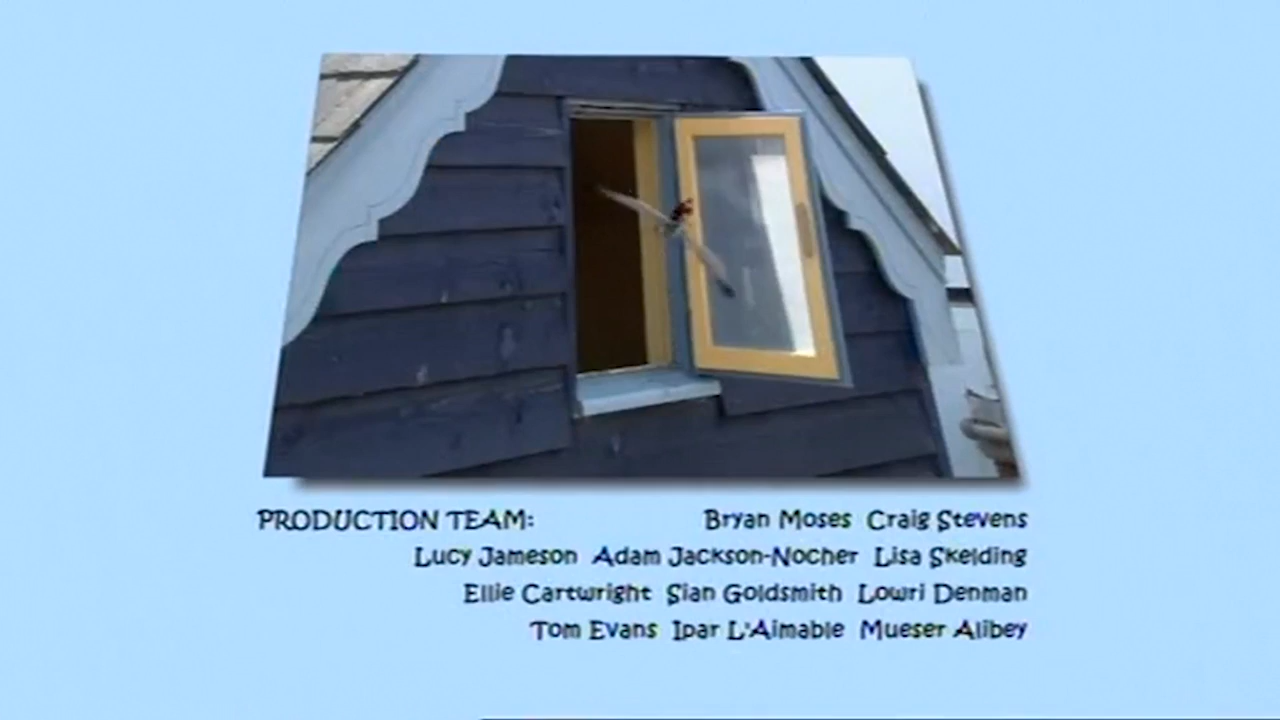 PRODUCTION TEAM: Bryan Moses Craig Stevens
Lucy Jameson Adam Jackson-Nocher Lisa Skelding
Ellie Cartwright Sian Goldsmith Lowri Denman
Tom Evans Ipar L'Aimable Mueser Alibey